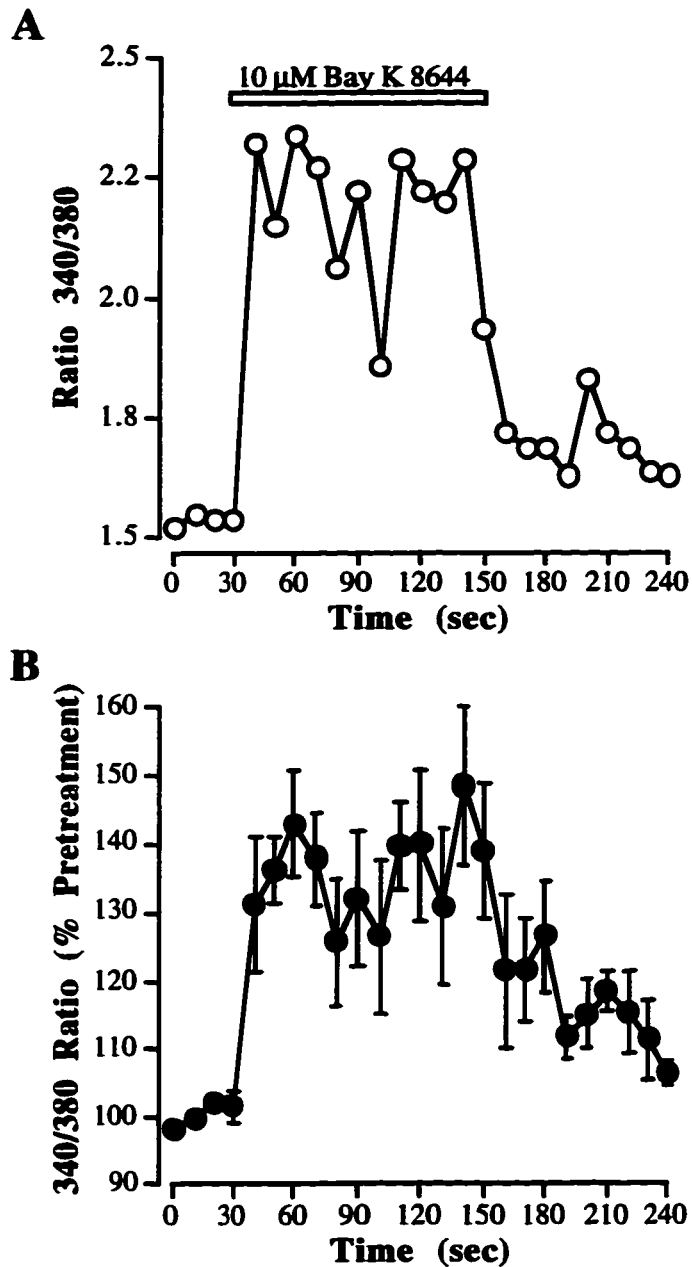 A
2.5
10 µM Bay K 8644
2.2
2.0
1.8
1.5
Ratio 340/380
0 30 60 90 120 150 180 210 240
Time (sec)
B
160
150
140
130
120
110
100
90
340/380 Ratio (% Pretreatment)
0 30 60 90 120 150 180 210 240
Time (sec)